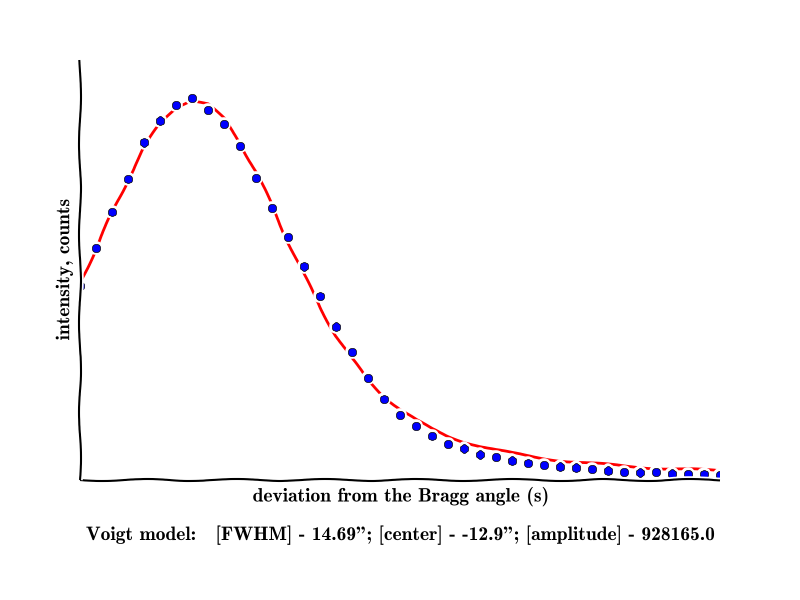 intensity, counts
deviation from the Bragg angle (s)
Voigt model: [FWHM] - 14.69”; [center] - -12.9”; [amplitude] - 928165.0